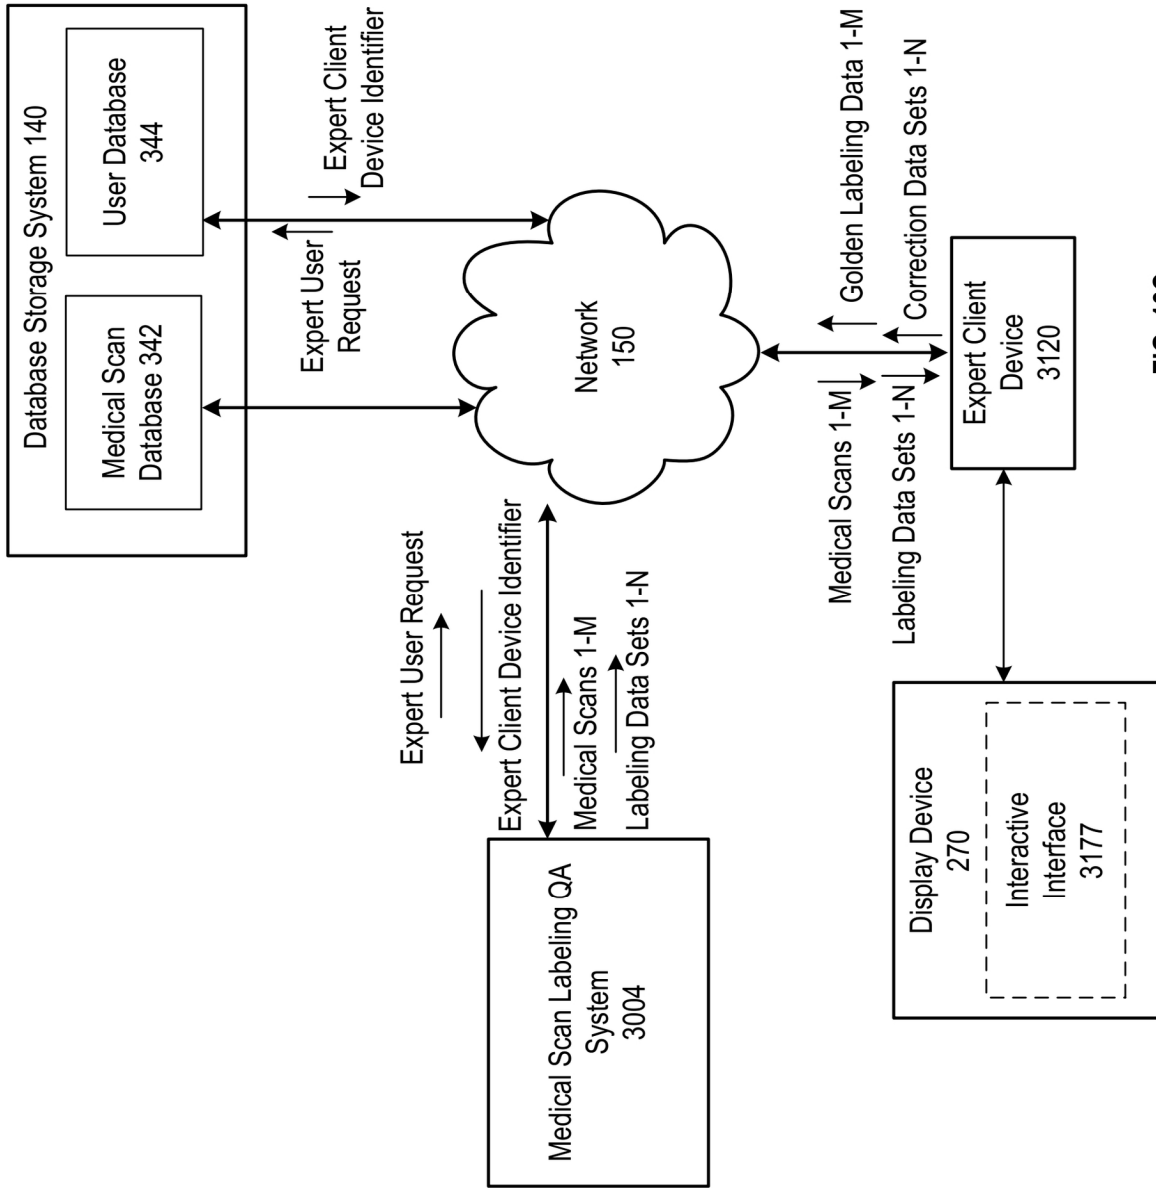 Database Storage System 140
Medical Scan
Database 342
User Database
344
Expert User
Request
Expert Client
Device Identifier
Expert User Request
Expert Client Device Identifier
Medical Scans 1-M
Labeling Data Sets 1-N
Medical Scan Labeling QA
System
3004
Network
150
Medical Scans 1-M
Labeling Data Sets 1-N
Golden Labeling Data 1-M
Correction Data Sets 1-N
Expert Client
Device
3120
Display Device
270
Interactive
Interface
3177